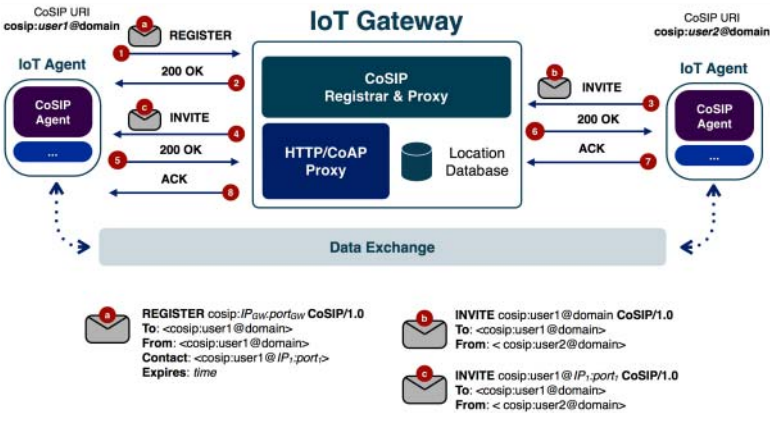 CoSIP URI
cosip:user1@domain
IoT Agent
CoSIP
Agent
...
a
REGISTER
1
200 OK
2
c
INVITE
4
200 OK
5
ACK
8
IoT Gateway
CoSIP
Registrar & Proxy
HTTP/CoAP
Proxy
Location
Database
b
INVITE
3
200 OK
6
ACK
7
CoSIP URI
cosip:user2@domain
IoT Agent
CoSIP
Agent
...
Data Exchange
a
REGISTER cosip:IPGW:portGW CoSIP/1.0
To: <cosip:user1@domain>
From: <cosip:user1@domain>
Contact: <cosip:user1@IP1:port1>
Expires: time
b
INVITE cosip:user1@domain CoSIP/1.0
To: <cosip:user1@domain>
From: < cosip:user2@domain>
c
INVITE cosip:user1@IP1:port1 CoSIP/1.0
To: <cosip:user1@domain>
From: < cosip:user2@domain>